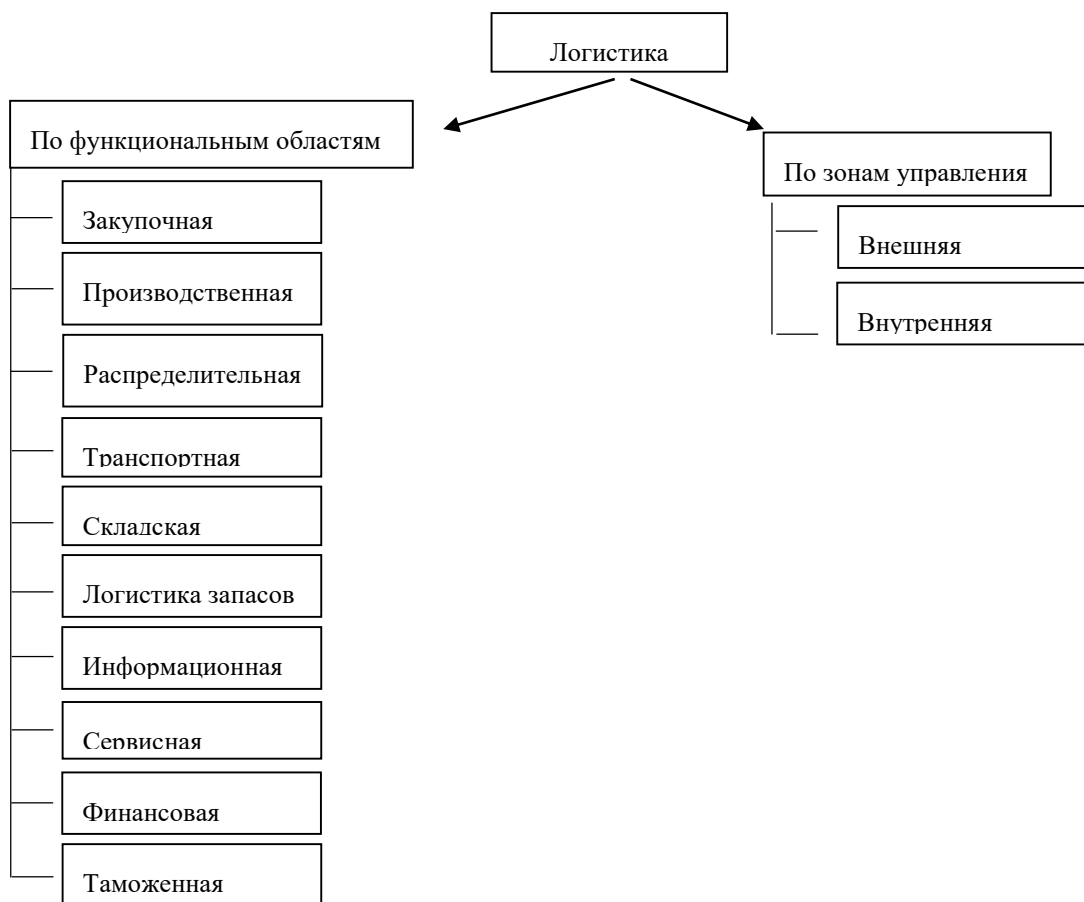 Логистика
По функциональным областям
Закупочная
Производственная
Распределительная
Транспортная
Складская
Логистика запасов
Информационная
Сервисная
Финансовая
Таможенная
По зонам управления
Внешняя
Внутренняя